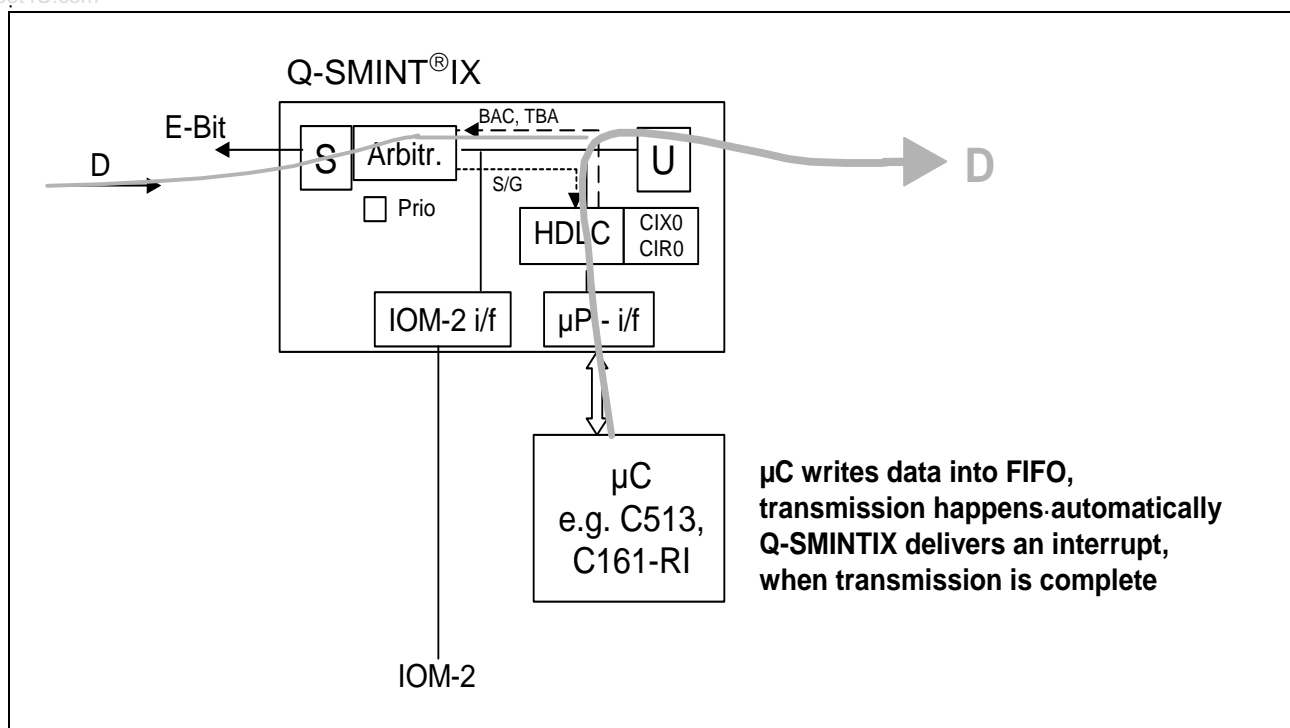 Q-SMINT®IX
E-Bit
BAC, TBA
D
S
Arbitr.
U
D
S/G
Prio
HDLC
CIX0
CIR0
IOM-2 i/f
µP - i/f
µC
e.g. C513,
C161-RI
µC writes data into FIFO,
transmission happens automatically
Q-SMINTIX delivers an interrupt,
when transmission is complete
IOM-2